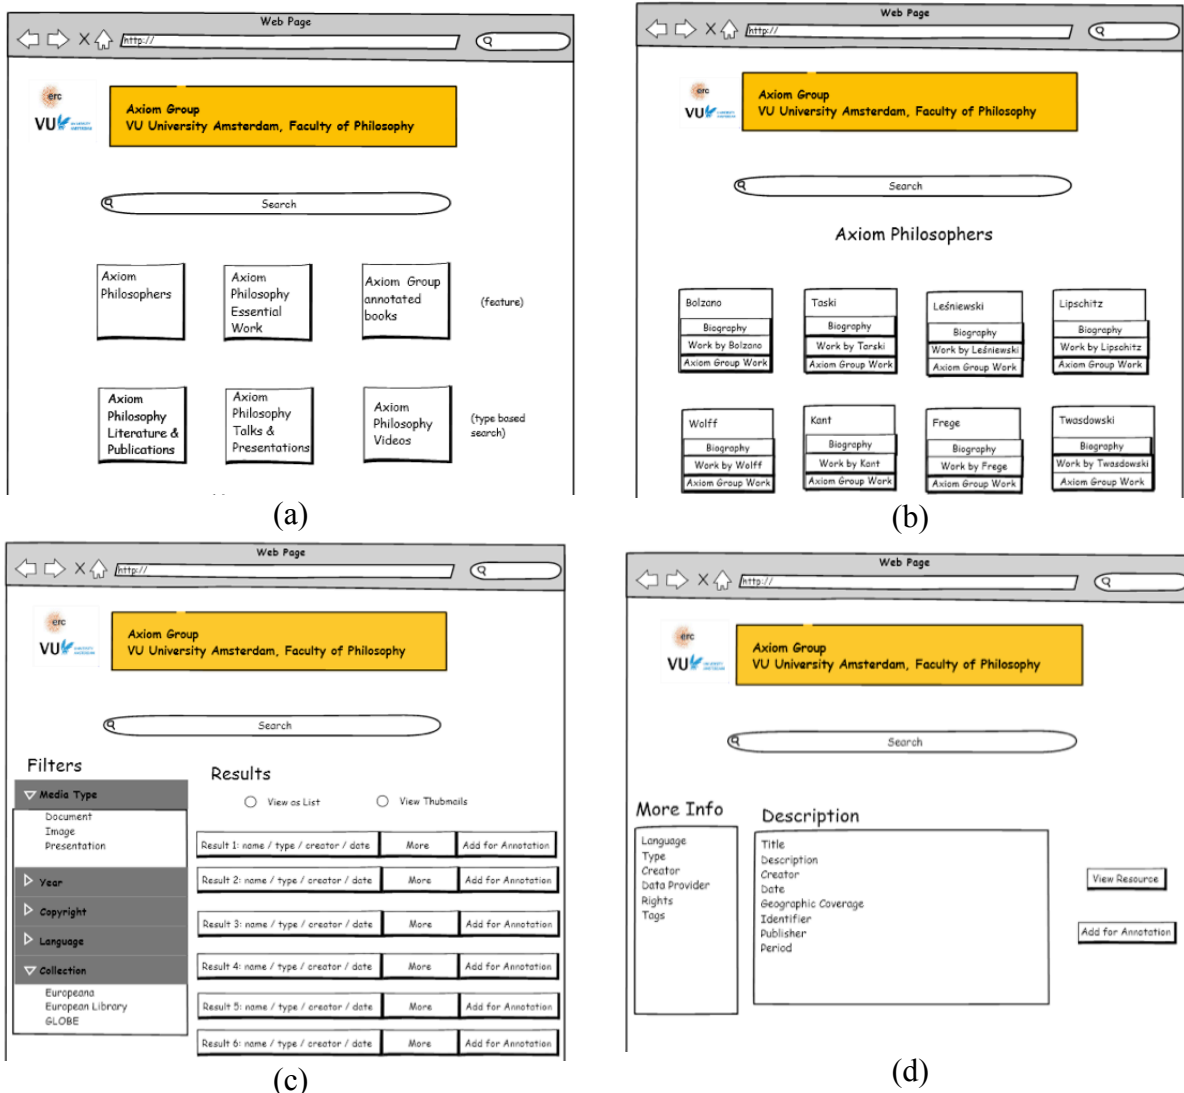 Web Page
http://
erc
VU
Axiom Group
VU University Amsterdam, Faculty of Philosophy
Search
Axiom
Philosophers
Axiom
Philosophy
Essential
Work
Axiom Group
annotated
books
(feature)
Axiom
Philosophy
Literature &
Publications
Axiom
Philosophy
Talks &
Presentations
Axiom
Philosophy
Videos
(type based
search)
(a)
Web Page
http://
erc
VU
Axiom Group
VU University Amsterdam, Faculty of Philosophy
Search
Axiom Philosophers
Bolzano
Biography
Work by Bolzano
Axiom Group Work
Taski
Biography
Work by Tarski
Axiom Group Work
Leśniewski
Biography
Work by Leśniewski
Axiom Group Work
Lipschitz
Biography
Work by Lipschitz
Axiom Group Work
Wolff
Biography
Work by Wolff
Axiom Group Work
Kant
Biography
Work by Kant
Axiom Group Work
Frege
Biography
Work by Frege
Axiom Group Work
Twasdowski
Biography
Work by Twasdowski
Axiom Group Work
(b)
Web Page
http://
erc
VU
Axiom Group
VU University Amsterdam, Faculty of Philosophy
Search
Filters
Media Type
Document
Image
Presentation
Year
Copyright
Language
Collection
Europeana
European Library
GLOBE
Results
View as List
View Thubmails
Result 1: name / type / creator / date More Add for Annotation
Result 2: name / type / creator / date More Add for Annotation
Result 3: name / type / creator / date More Add for Annotation
Result 4: name / type / creator / date More Add for Annotation
Result 5: name / type / creator / date More Add for Annotation
Result 6: name / type / creator / date More Add for Annotation
(c)
Web Page
http://
erc
VU
Axiom Group
VU University Amsterdam, Faculty of Philosophy
Search
More Info
Language
Type
Creator
Data Provider
Rights
Tags
Description
Title
Description
Creator
Date
Geographic Coverage
Identifier
Publisher
Period
View Resource
Add for Annotation
(d)